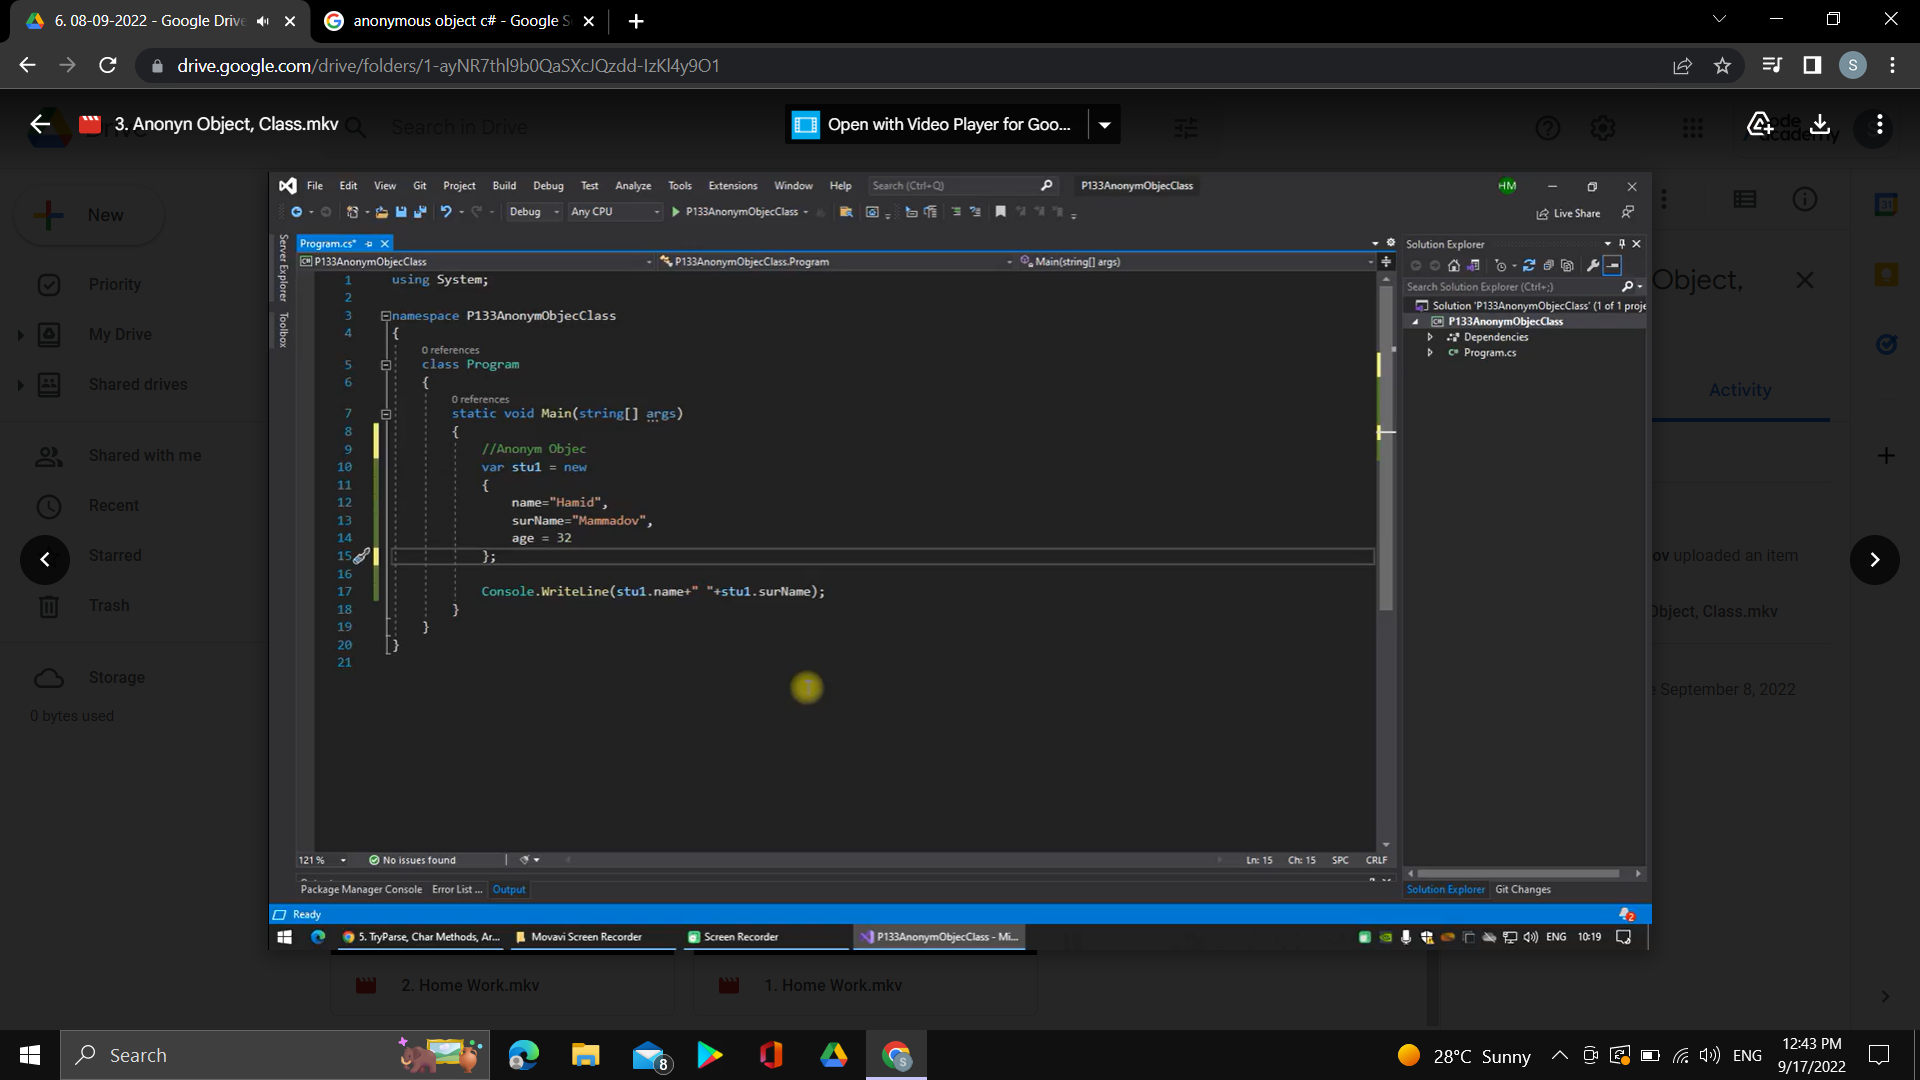 6. 08-09-2022 - Google Drive
anonymous object c# - Google S
drive.google.com/drive/folders/1-ayNR7thl9b0QaSXcJQzdd-IzKl4y9O1
S
3. Anonyn Object, Class.mkv
Search in Drive
Open with Video Player for Goo...
New
Priority
My Drive
Shared drives
Shared with me
Recent
Starred
Trash
Storage
0 bytes used
File Edit View Git Project Build Debug Test Analyze Tools Extensions Window Help Search (Ctrl+Q) P133AnonymObjecClass HM
Debug Any CPU P133AnonymObjecClass Live Share
Server Explorer
Toolbox
Program.cs*
P133AnonymObjecClass P133AnonymObjecClass.Program Main(string[] args)
1 using System;
2
3 namespace P133AnonymObjecClass
4 {
0 references
5 class Program
6 {
0 references
7 static void Main(string[] args)
8 {
9 //Anonym Objec
10 var stu1 = new
11 {
12 name="Hamid",
13 surName="Mammadov",
14 age = 32
15 };
16
17 Console.WriteLine(stu1.name+" "+stu1.surName);
18 }
19 }
20 }
21
121 % No issues found Ln: 15 Ch: 15 SPC CRLF
Package Manager Console Error List ... Output
Solution Explorer
Search Solution Explorer (Ctrl+;)
Solution 'P133AnonymObjecClass' (1 of 1 proje
P133AnonymObjecClass
Dependencies
Program.cs
Solution Explorer Git Changes
Ready 2
5. TryParse, Char Methods, Ar... Movavi Screen Recorder Screen Recorder P133AnonymObjecClass - Mi... ENG 10:19
Object,
Activity
ov uploaded an item
Object, Class.mkv
e September 8, 2022
2. Home Work.mkv
1. Home Work.mkv
Search
8
S
28°C Sunny
ENG
12:43 PM
9/17/2022